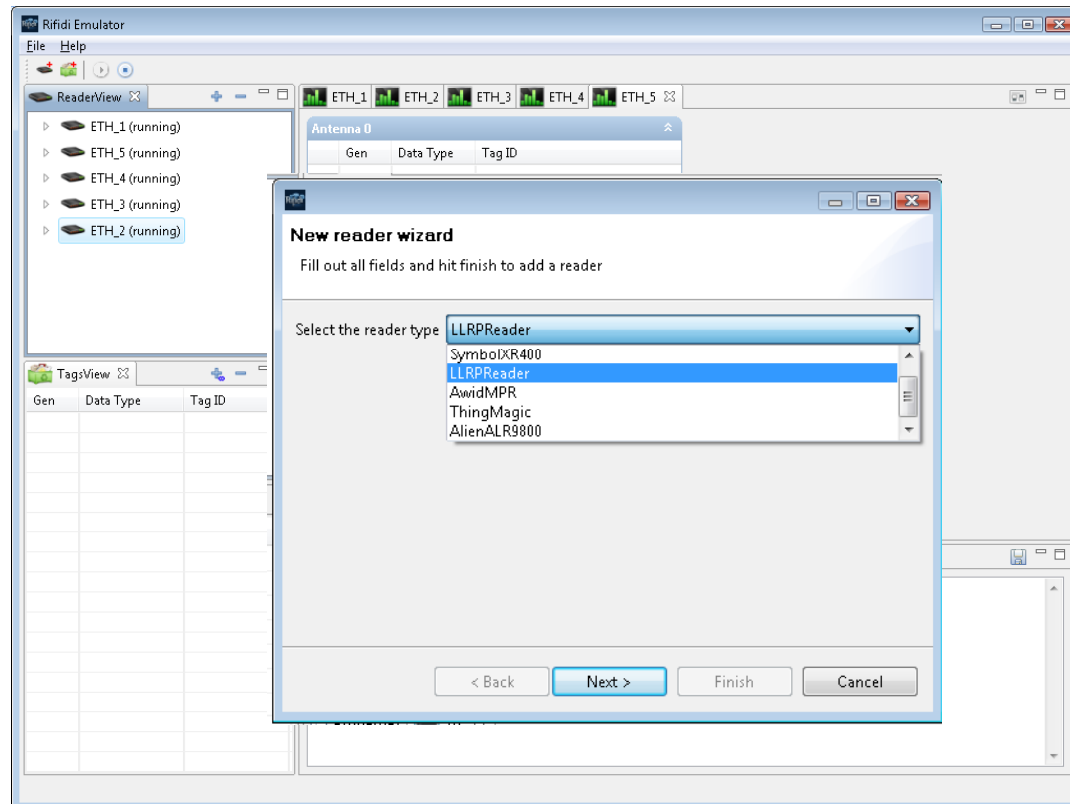 Rifidi Emulator
File Help
ReaderView
ETH_1 ETH_2 ETH_3 ETH_4 ETH_5
ETH_1 (running)
ETH_5 (running)
ETH_4 (running)
ETH_3 (running)
ETH_2 (running)
Antenna 0
Gen Data Type Tag ID
New reader wizard
Fill out all fields and hit finish to add a reader
Select the reader type LLRPReader
SymbolXR400
LLRPReader
AwidMPR
ThingMagic
AlienALR9800
TagsView
Gen Data Type Tag ID
< Back Next > Finish Cancel